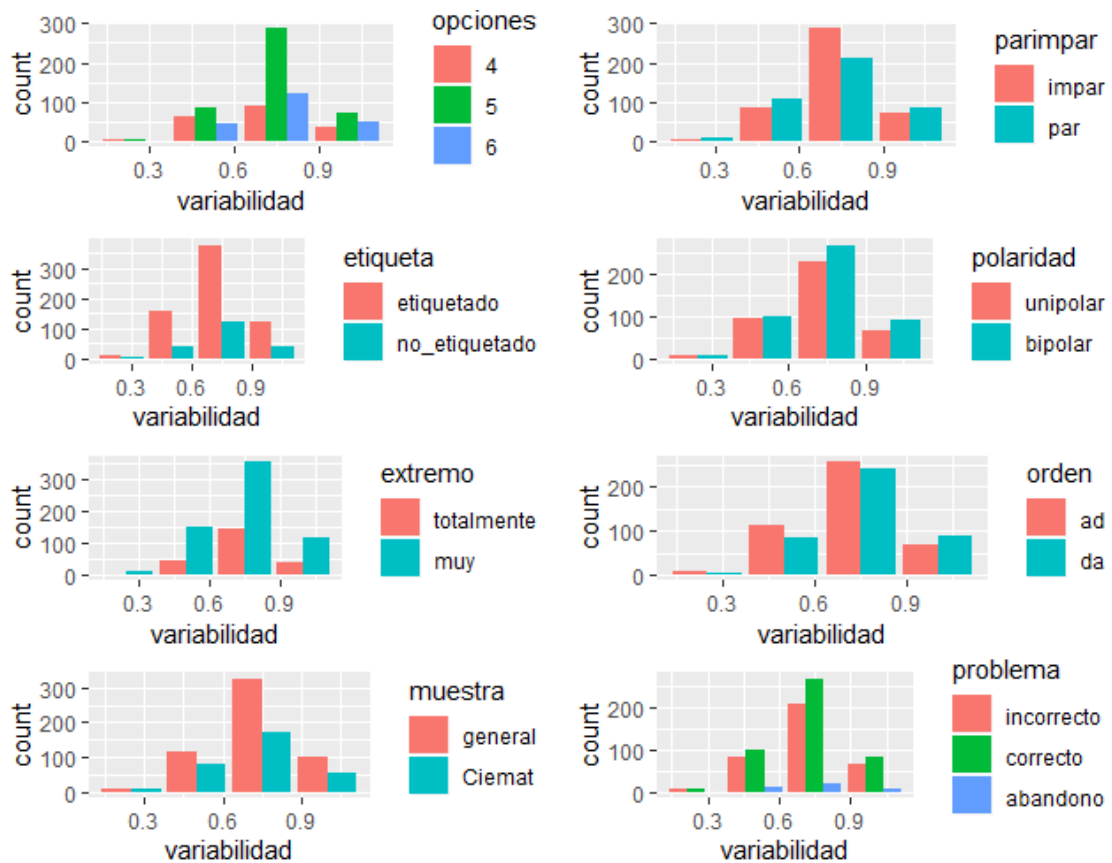 opciones
4
5
6
count
300
200
100
0
0.3 0.6 0.9
variabilidad
parimpar
impar
par
count
300
200
100
0
0.3 0.6 0.9
variabilidad
etiqueta
etiquetado
no_etiquetado
count
300
200
100
0
0.3 0.6 0.9
variabilidad
polaridad
unipolar
bipolar
count
200
100
0
0.3 0.6 0.9
variabilidad
extremo
totalmente
muy
count
300
200
100
0
0.3 0.6 0.9
variabilidad
orden
ad
da
count
200
100
0
0.3 0.6 0.9
variabilidad
muestra
general
Ciemat
count
300
200
100
0
0.3 0.6 0.9
variabilidad
problema
incorrecto
correcto
abandono
count
200
100
0
0.3 0.6 0.9
variabilidad